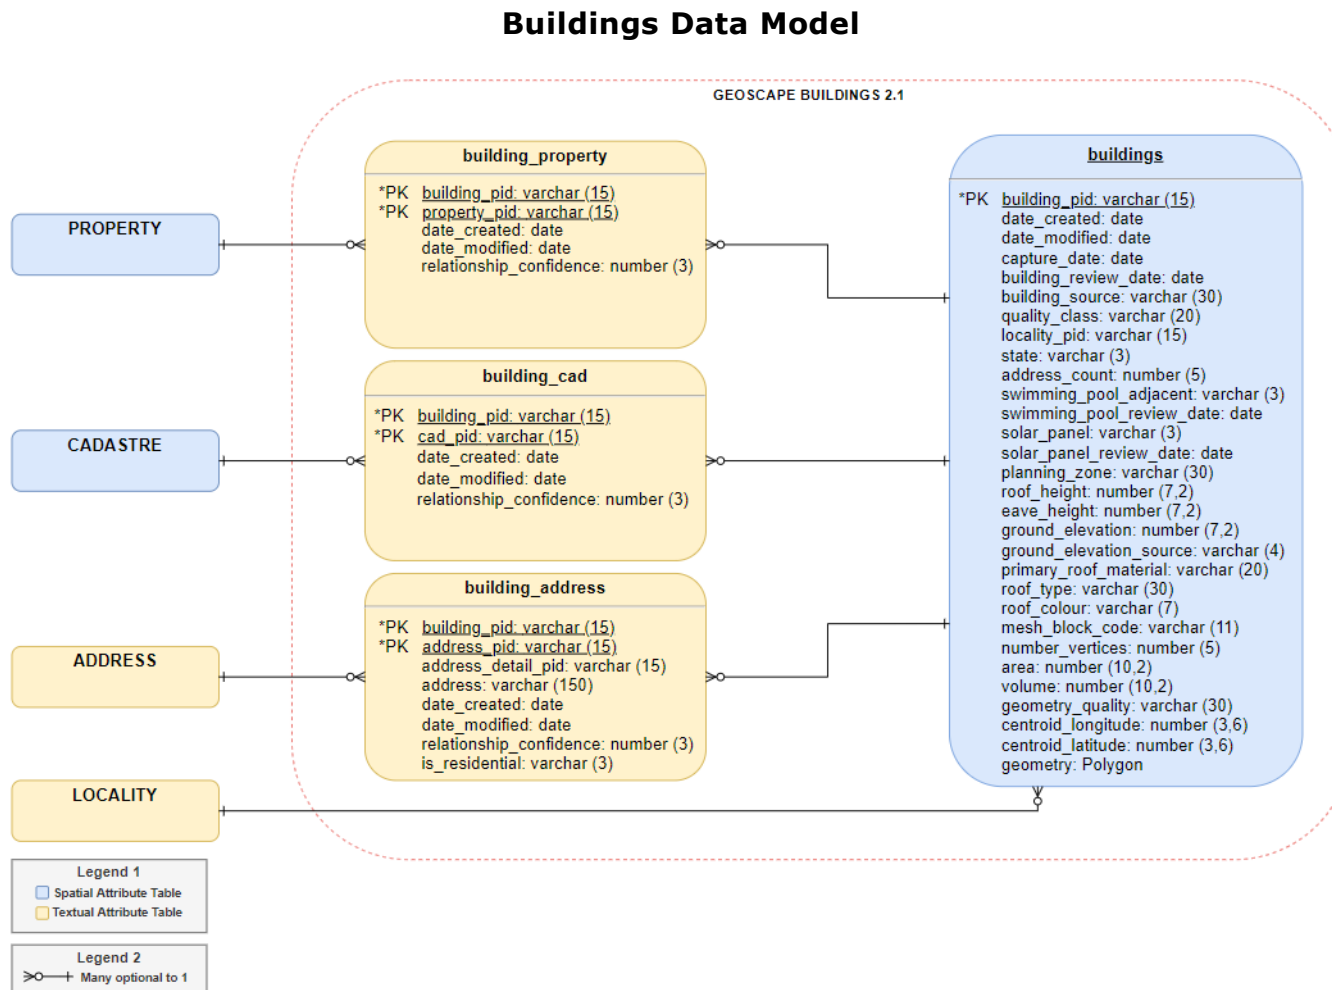 Buildings Data Model
GEOSCAPE BUILDINGS 2.1
PROPERTY
CADASTRE
ADDRESS
LOCALITY
building_property
*PK building_pid: varchar (15)
*PK property_pid: varchar (15)
date_created: date
date_modified: date
relationship_confidence: number (3)
building_cad
*PK building_pid: varchar (15)
*PK cad_pid: varchar (15)
date_created: date
date_modified: date
relationship_confidence: number (3)
building_address
*PK building_pid: varchar (15)
*PK address_pid: varchar (15)
address_detail_pid: varchar (15)
address: varchar (150)
date_created: date
date_modified: date
relationship_confidence: number (3)
is_residential: varchar (3)
buildings
*PK building_pid: varchar (15)
date_created: date
date_modified: date
capture_date: date
building_review_date: date
building_source: varchar (30)
quality_class: varchar (20)
locality_pid: varchar (15)
state: varchar (3)
address_count: number (5)
swimming_pool_adjacent: varchar (3)
swimming_pool_review_date: date
solar_panel: varchar (3)
solar_panel_review_date: date
planning_zone: varchar (30)
roof_height: number (7,2)
eave_height: number (7,2)
ground_elevation: number (7,2)
ground_elevation_source: varchar (4)
primary_roof_material: varchar (20)
roof_type: varchar (30)
roof_colour: varchar (7)
mesh_block_code: varchar (11)
number_vertices: number (5)
area: number (10,2)
volume: number (10,2)
geometry_quality: varchar (30)
centroid_longitude: number (3,6)
centroid_latitude: number (3,6)
geometry: Polygon
Legend 1
Spatial Attribute Table
Textual Attribute Table
Legend 2
Many optional to 1